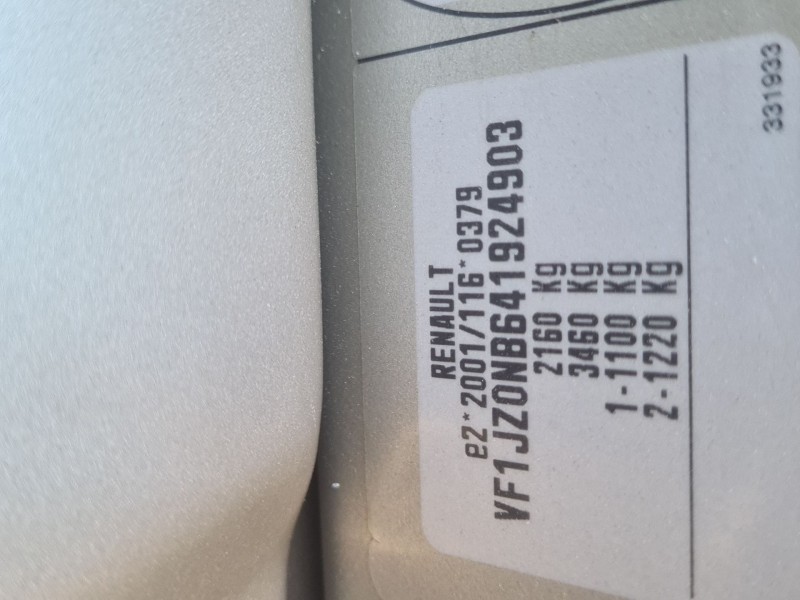 RENAULT
e2*2001/116*0379
VF1JZ0NB641924903
2160 Kg
3460 Kg
1-1100 Kg
2-1220 Kg
331933